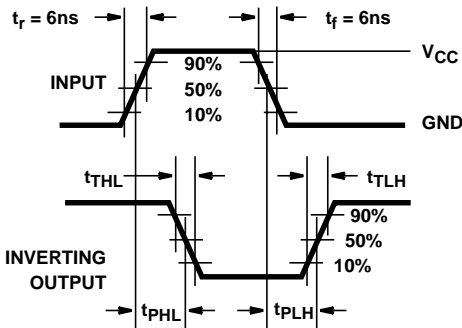 tr = 6ns
tf = 6ns
VCC
90%
INPUT
50%
10%
GND
tTHL
tTLH
90%
50%
INVERTING
OUTPUT
10%
tPHL
tPLH